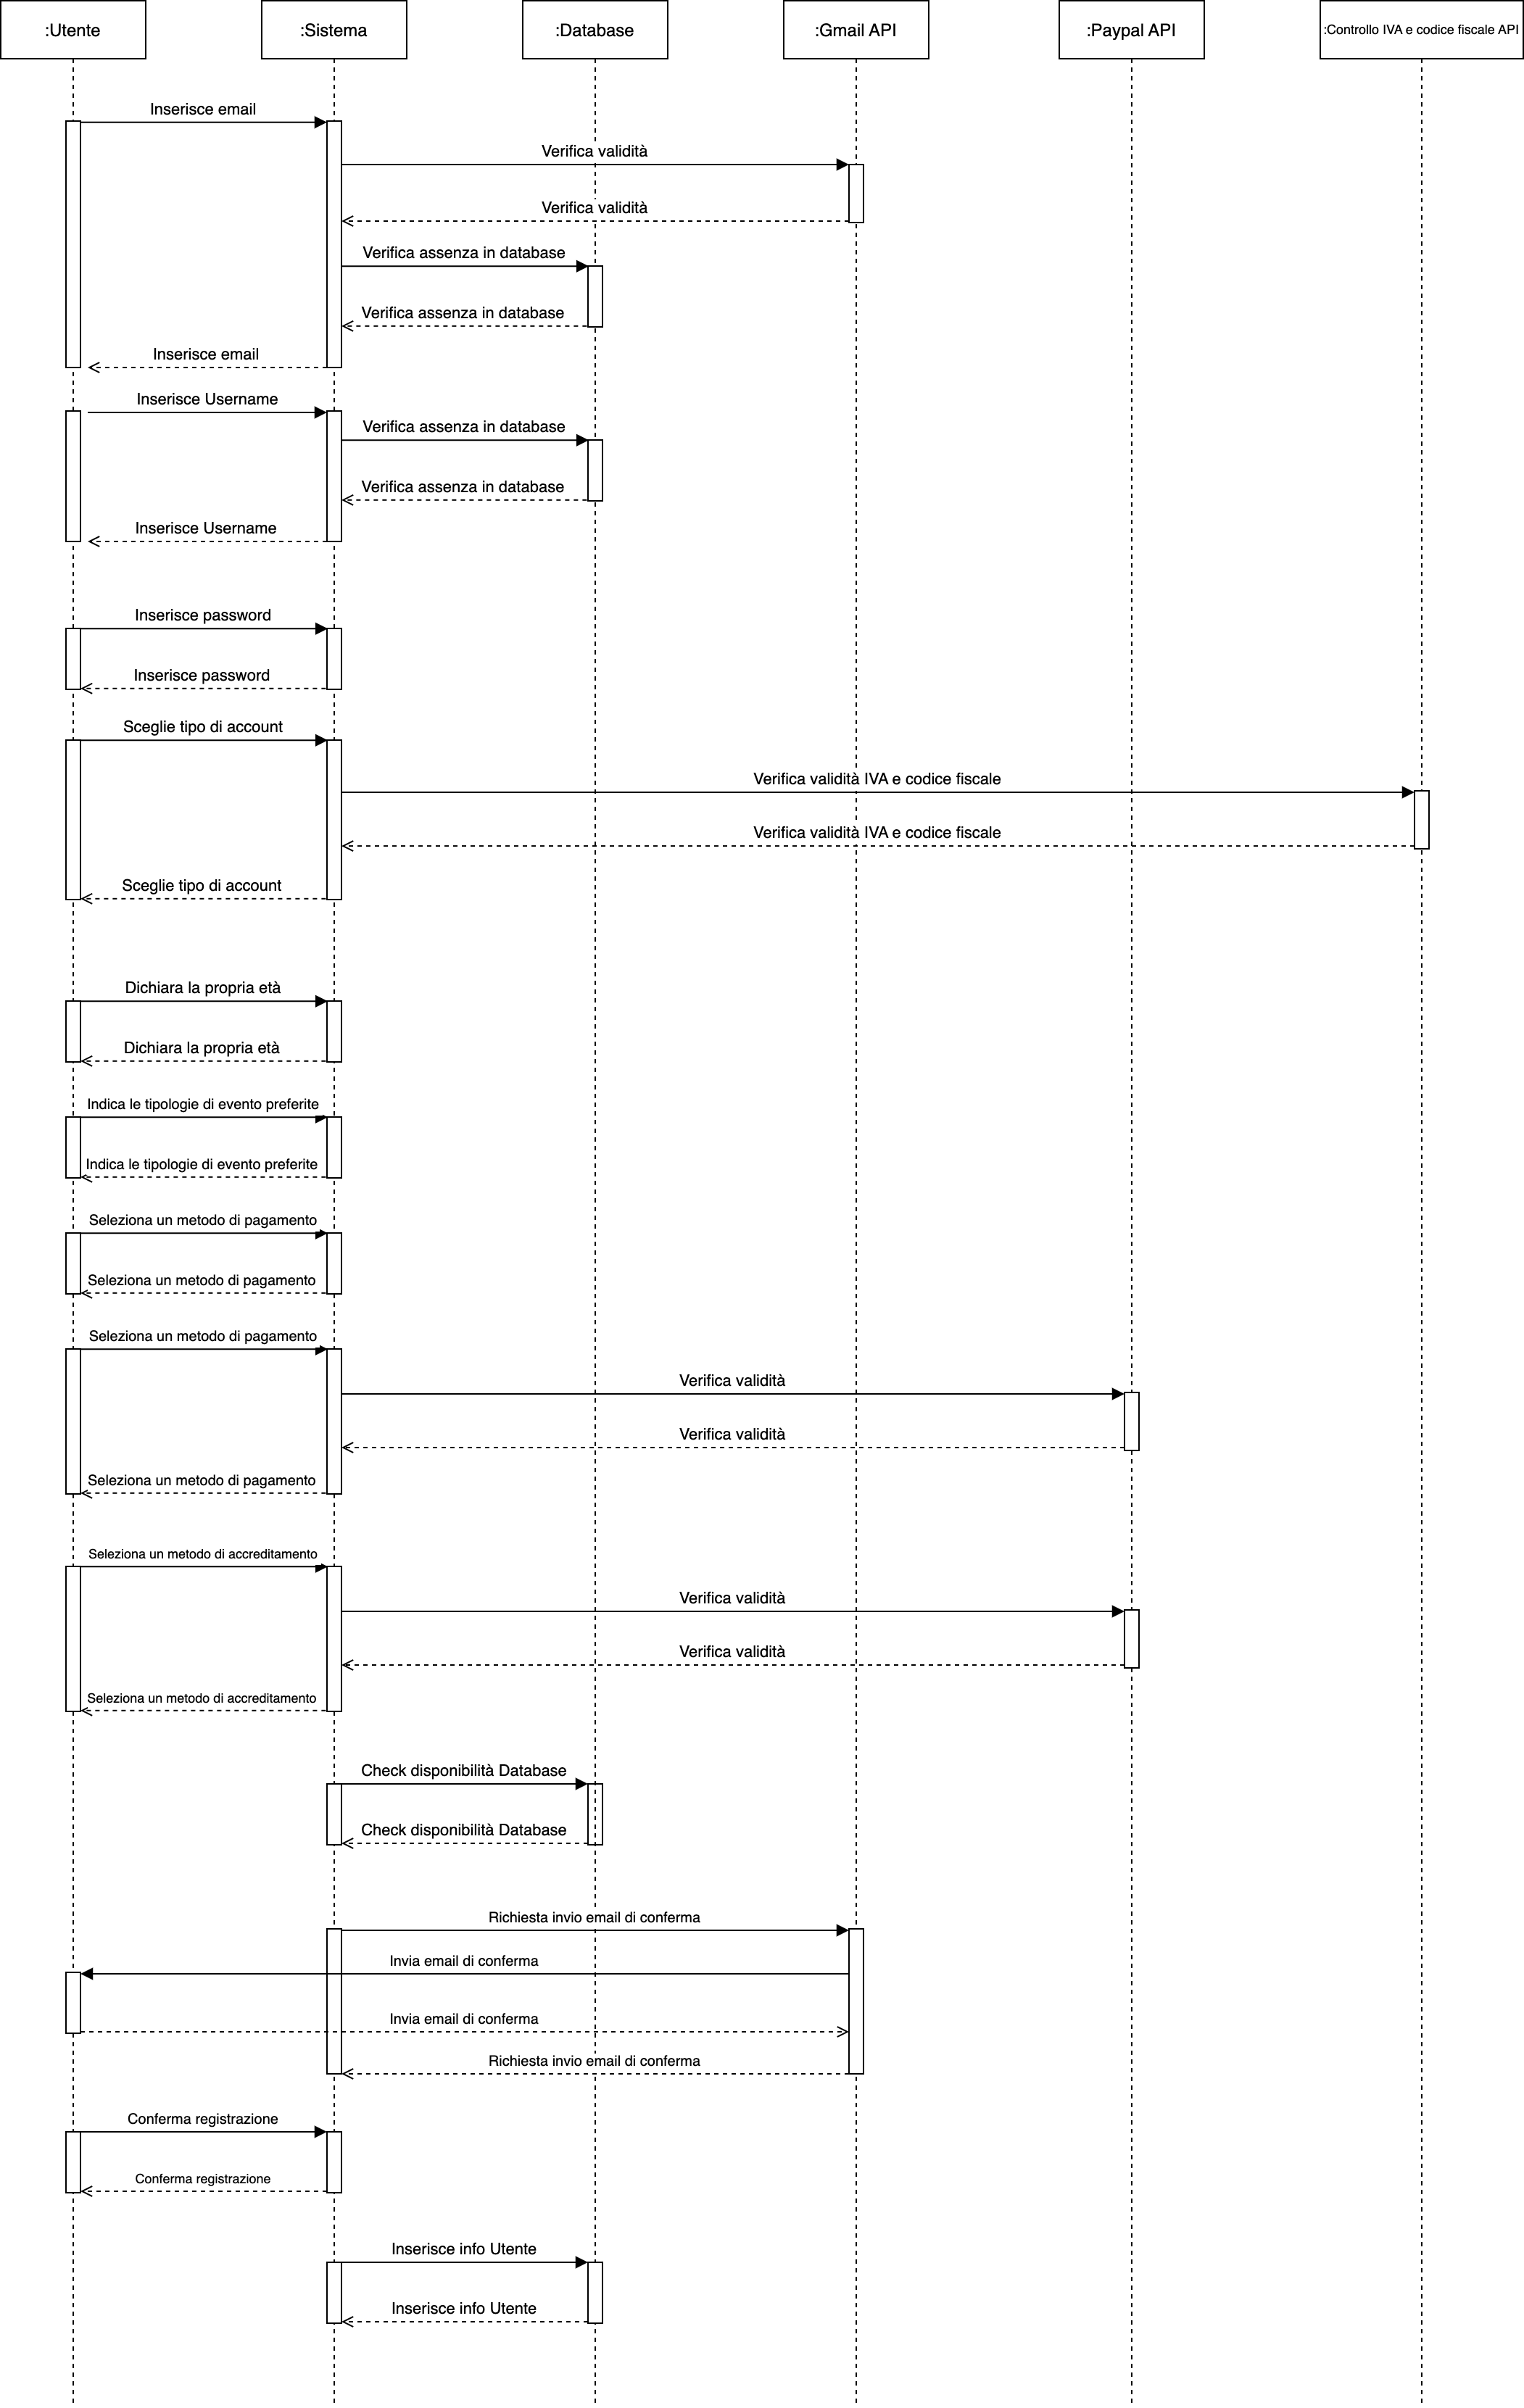 :Utente
:Sistema
:Database
:Gmail API
:Paypal API
:Controllo IVA e codice fiscale API
Inserisce email
Verifica validità
Verifica validità
Verifica assenza in database
Verifica assenza in database
Inserisce email
Inserisce Username
Verifica assenza in database
Verifica assenza in database
Inserisce Username
Inserisce password
Inserisce password
Sceglie tipo di account
Verifica validità IVA e codice fiscale
Verifica validità IVA e codice fiscale
Sceglie tipo di account
Dichiara la propria età
Dichiara la propria età
Indica le tipologie di evento preferite
Indica le tipologie di evento preferite
Seleziona un metodo di pagamento
Seleziona un metodo di pagamento
Seleziona un metodo di pagamento
Verifica validità
Verifica validità
Seleziona un metodo di pagamento
Seleziona un metodo di accreditamento
Verifica validità
Verifica validità
Seleziona un metodo di accreditamento
Check disponibilità Database
Check disponibilità Database
Richiesta invio email di conferma
Invia email di conferma
Invia email di conferma
Richiesta invio email di conferma
Conferma registrazione
Conferma registrazione
Inserisce info Utente
Inserisce info Utente